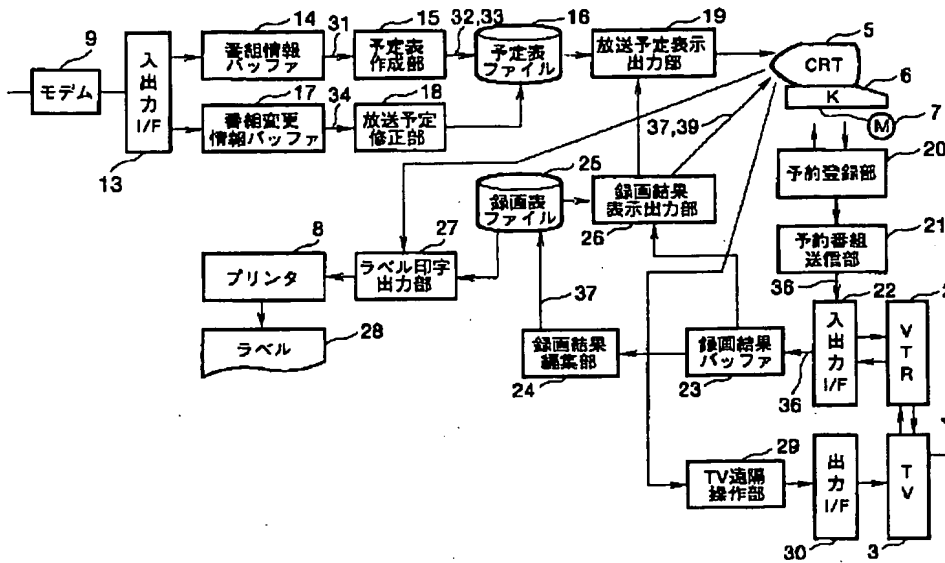 14
31
15
32,33
16
19
5
9
番組情報
バッファ
予定表
作成部
予定表
ファイル
放送予定表示
出力部
CRT
6
モデム
入出力I/F
17
34
18
K
7
番組変更
情報バッファ
放送予定
修正部
37,39
M
13
25
20
録画表
ファイル
録画結果
表示出力部
予約登録部
27
26
21
8
ラベル印字
出力部
予約番組
送信部
プリンタ
37
36
22
28
入出力I/F
VTR
ラベル
録画結果
編集部
録画結果
バッファ
24
23
36
29
TV遠隔
操作部
出力I/F
TV
30
3